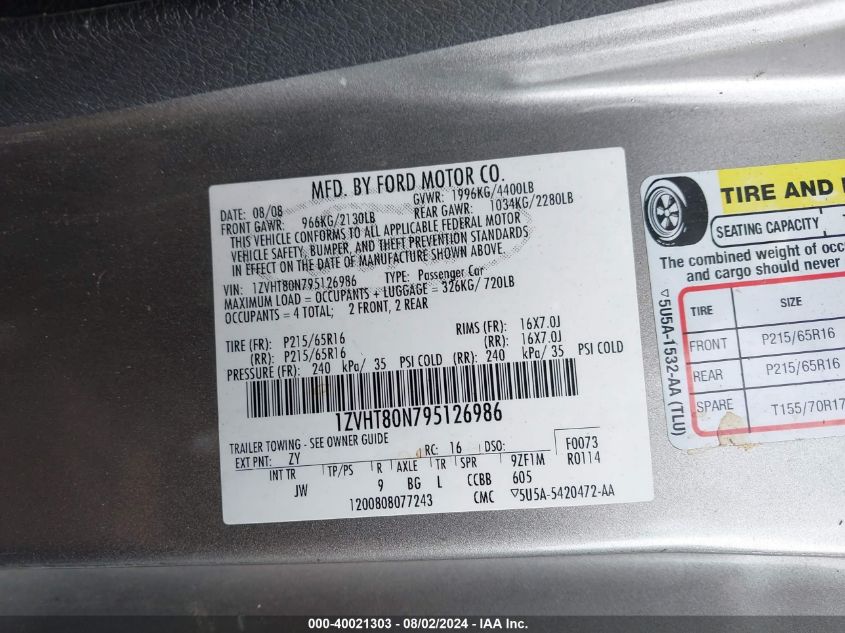 MFD. BY FORD MOTOR CO.
DATE: 08/08 GVWR: 1996KG/4400LB
FRONT GAWR: 966KG/2130LB REAR GAWR: 1034KG/2280LB
THIS VEHICLE CONFORMS TO ALL APPLICABLE FEDERAL MOTOR
VEHICLE SAFETY, BUMPER, AND THEFT PREVENTION STANDARDS
IN EFFECT ON THE DATE OF MANUFACTURE SHOWN ABOVE.
VIN: 1ZVHT80N795126986 TYPE: Passenger Car
MAXIMUM LOAD = OCCUPANTS + LUGGAGE = 326KG/720LB
OCCUPANTS = 4 TOTAL; 2 FRONT, 2 REAR
TIRE (FR): P215/65R16 RIMS (FR): 16X7.0J
(RR): P215/65R16 (RR): 16X7.0J
PRESSURE (FR): 240 kPa/ 35 PSI COLD (RR): 240 kPa/ 35 PSI COLD
1ZVHT80N795126986
TRAILER TOWING - SEE OWNER GUIDE
EXT PNT: ZY RC: 16 DSO: F0073
INT TR TP/PS R AXLE TR SPR 9ZF1M R0114
JW 9 BG L CCBB 605
1200808077243 CMC ▽5U5A-5420472-AA
TIRE AND
SEATING CAPACITY
The combined weight of occ
and cargo should never
▽5U5A-1532-AA (TLU)
TIRE SIZE
FRONT P215/65R16
REAR P215/65R16
SPARE T155/70R17
000-40021303 - 08/02/2024 - IAA Inc.